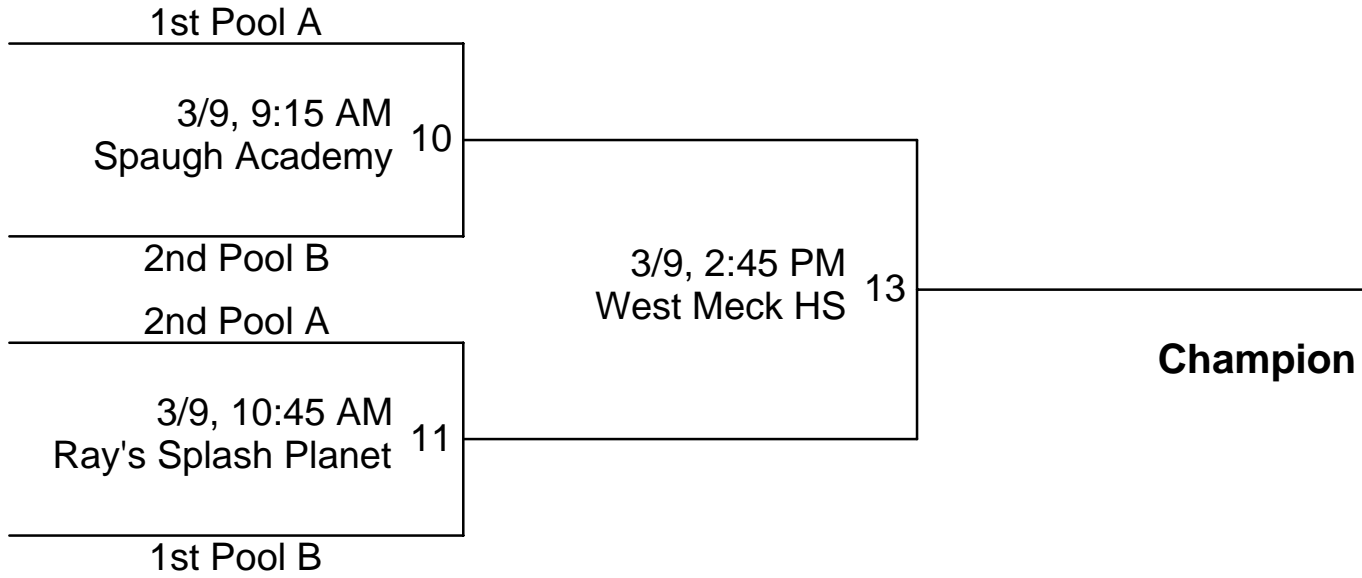 1st Pool A
3/9, 9:15 AM
Spaugh Academy
10
2nd Pool B
2nd Pool A
3/9, 10:45 AM
Ray's Splash Planet
11
1st Pool B
3/9, 2:45 PM
West Meck HS
13
Champion